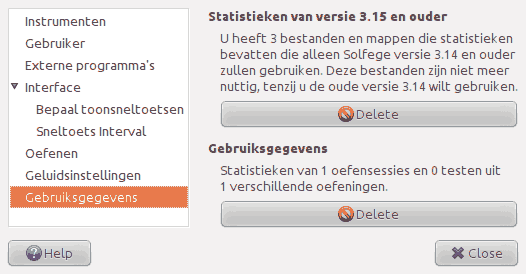 Instrumenten
Gebruiker
Externe programma's
Interface
Bepaal toonsneltoetsen
Sneltoets Interval
Oefenen
Geluidsinstellingen
Gebruiksgegevens
Statistieken van versie 3.15 en ouder
U heeft 3 bestanden en mappen die statistieken
bevatten die alleen Solfege versie 3.14 en ouder
zullen gebruiken. Deze bestanden zijn niet meer
nuttig, tenzij u de oude versie 3.14 wilt gebruiken.
Delete
Gebruiksgegevens
Statistieken van 1 oefensessies en 0 testen uit
1 verschillende oefeningen.
Delete
Help
Close